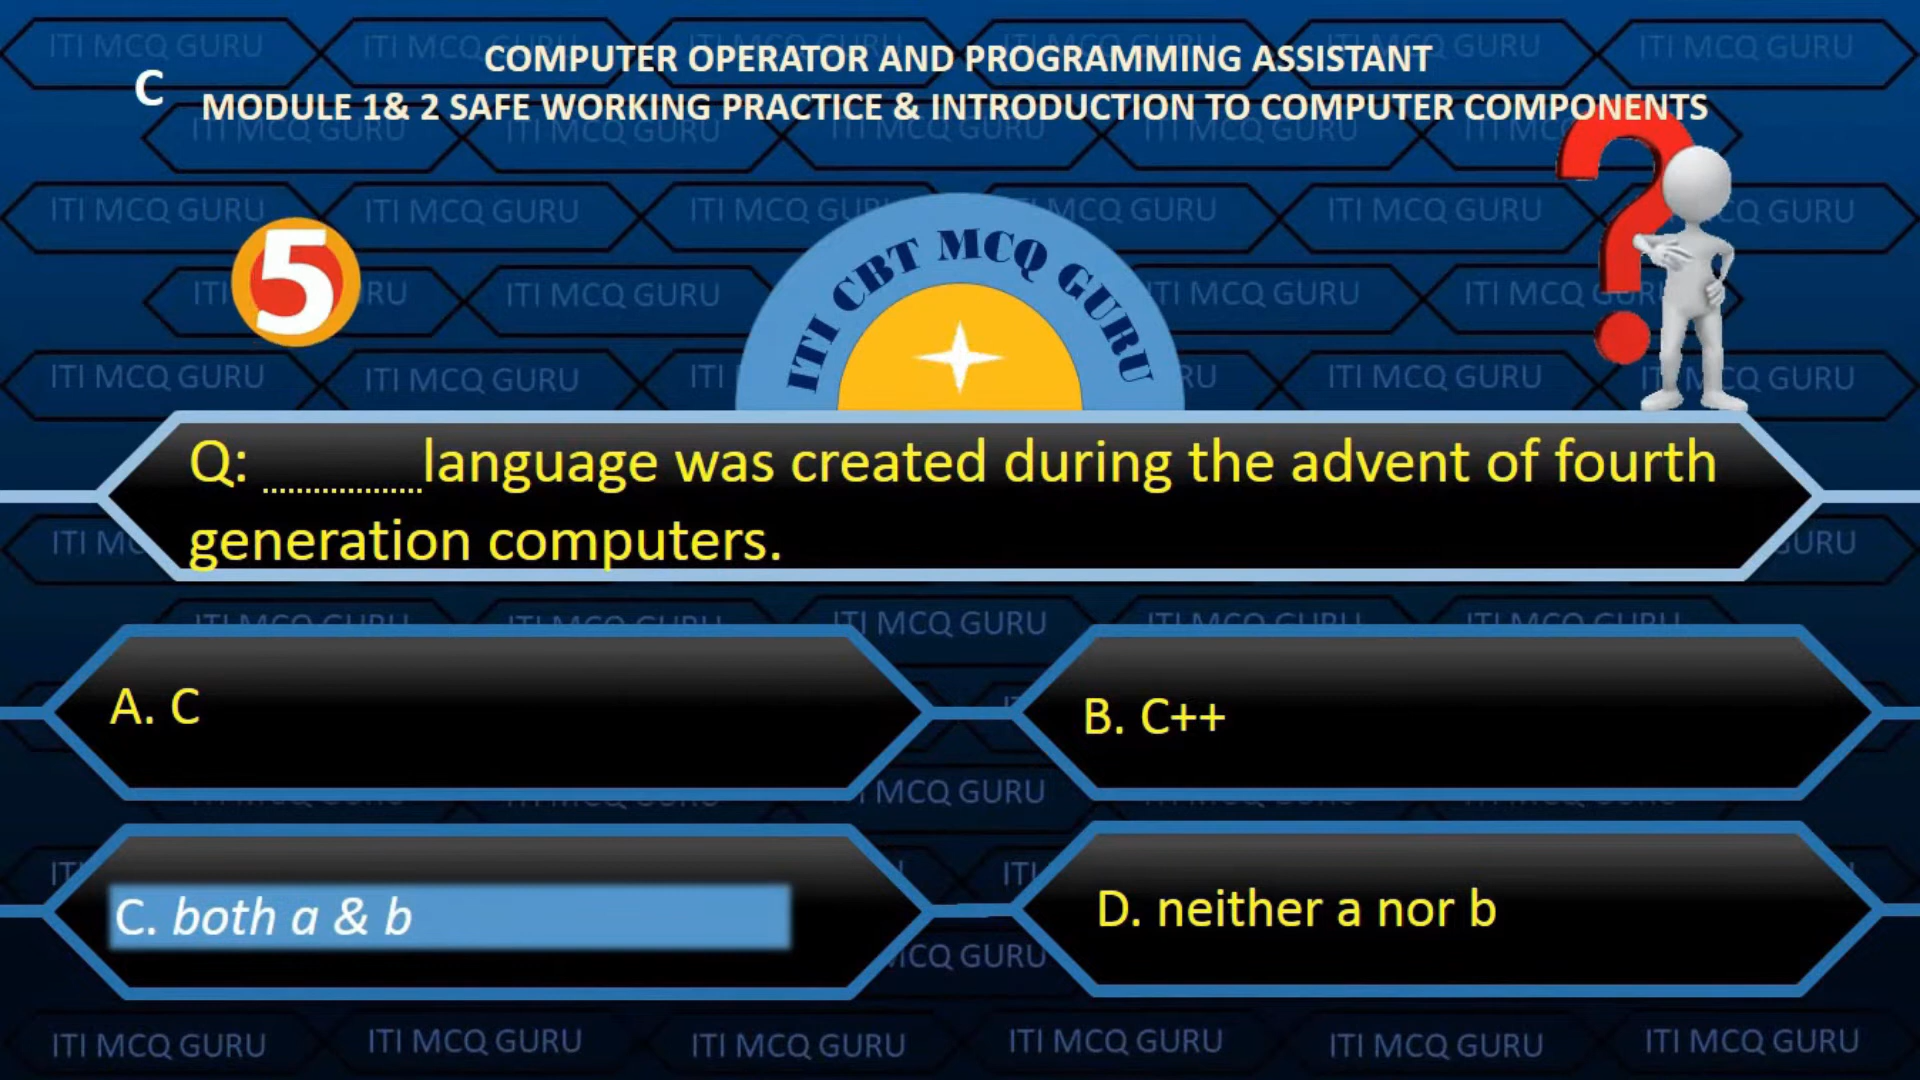 COMPUTER OPERATOR AND PROGRAMMING ASSISTANT
C
MODULE 1& 2 SAFE WORKING PRACTICE & INTRODUCTION TO COMPUTER COMPONENTS
5
ITI CBT MCQ GURU
Q: ................language was created during the advent of fourth
generation computers.
A. C
B. C++
C. both a & b
D. neither a nor b
ITI MCQ GURU